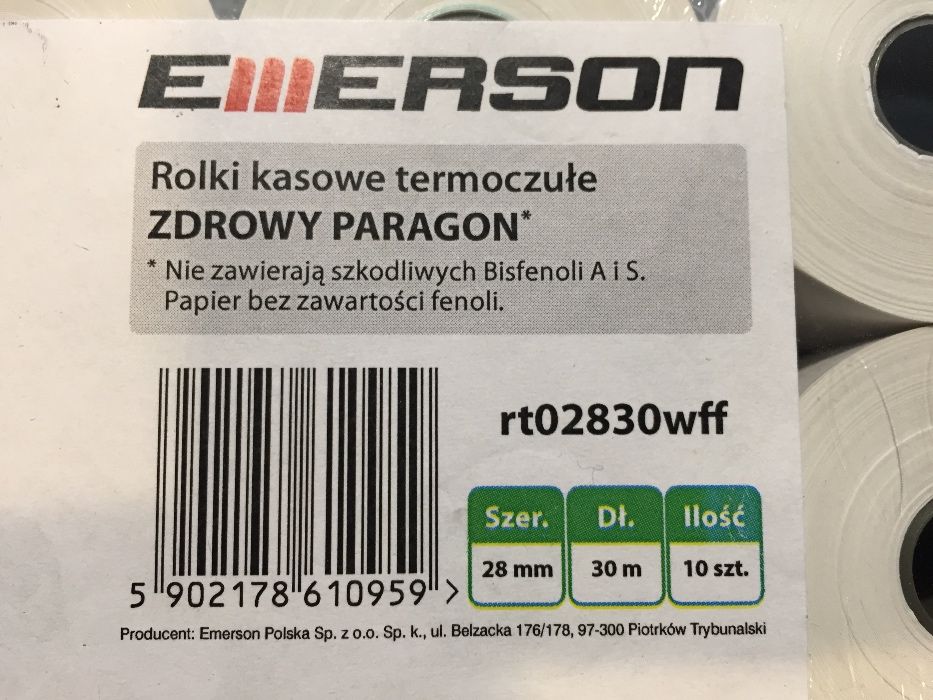 EMERSON
Rolki kasowe termoczułe
ZDROWY PARAGON*
* Nie zawierają szkodliwych Bisfenoli A i S.
Papier bez zawartości fenoli.
rt02830wff
Szer. Dł. Ilość
28 mm 30 m 10 szt.
5 902178 610959 >
Producent: Emerson Polska Sp. z o.o. Sp. k., ul. Belzacka 176/178, 97-300 Piotrków Trybunalski